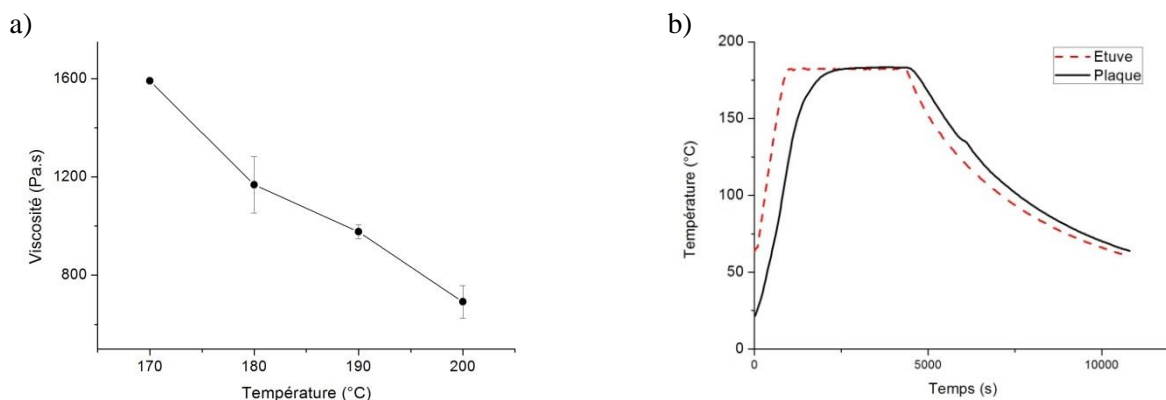 a)
Viscosité (Pa.s)
1600
1200
800
170 180 190 200
Température (°C)
b)
Température (°C)
200
150
100
50
0
0 5000 10000
Temps (s)
Etuve
Plaque